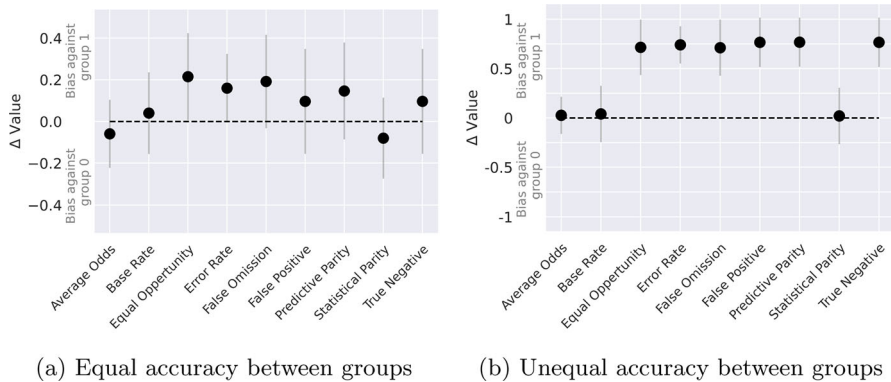 0.4
0.2
0.0
−0.2
−0.4
Δ Value
Bias against
group 1
Bias against
group 0
Average Odds
Base Rate
Equal Oppertunity
Error Rate
False Omission
False Positive
Predictive Parity
Statistical Parity
True Negative
(a) Equal accuracy between groups
1
0.5
0
-0.5
-1
Δ Value
Bias against
group 1
Bias against
group 0
Average Odds
Base Rate
Equal Oppertunity
Error Rate
False Omission
False Positive
Predictive Parity
Statistical Parity
True Negative
(b) Unequal accuracy between groups